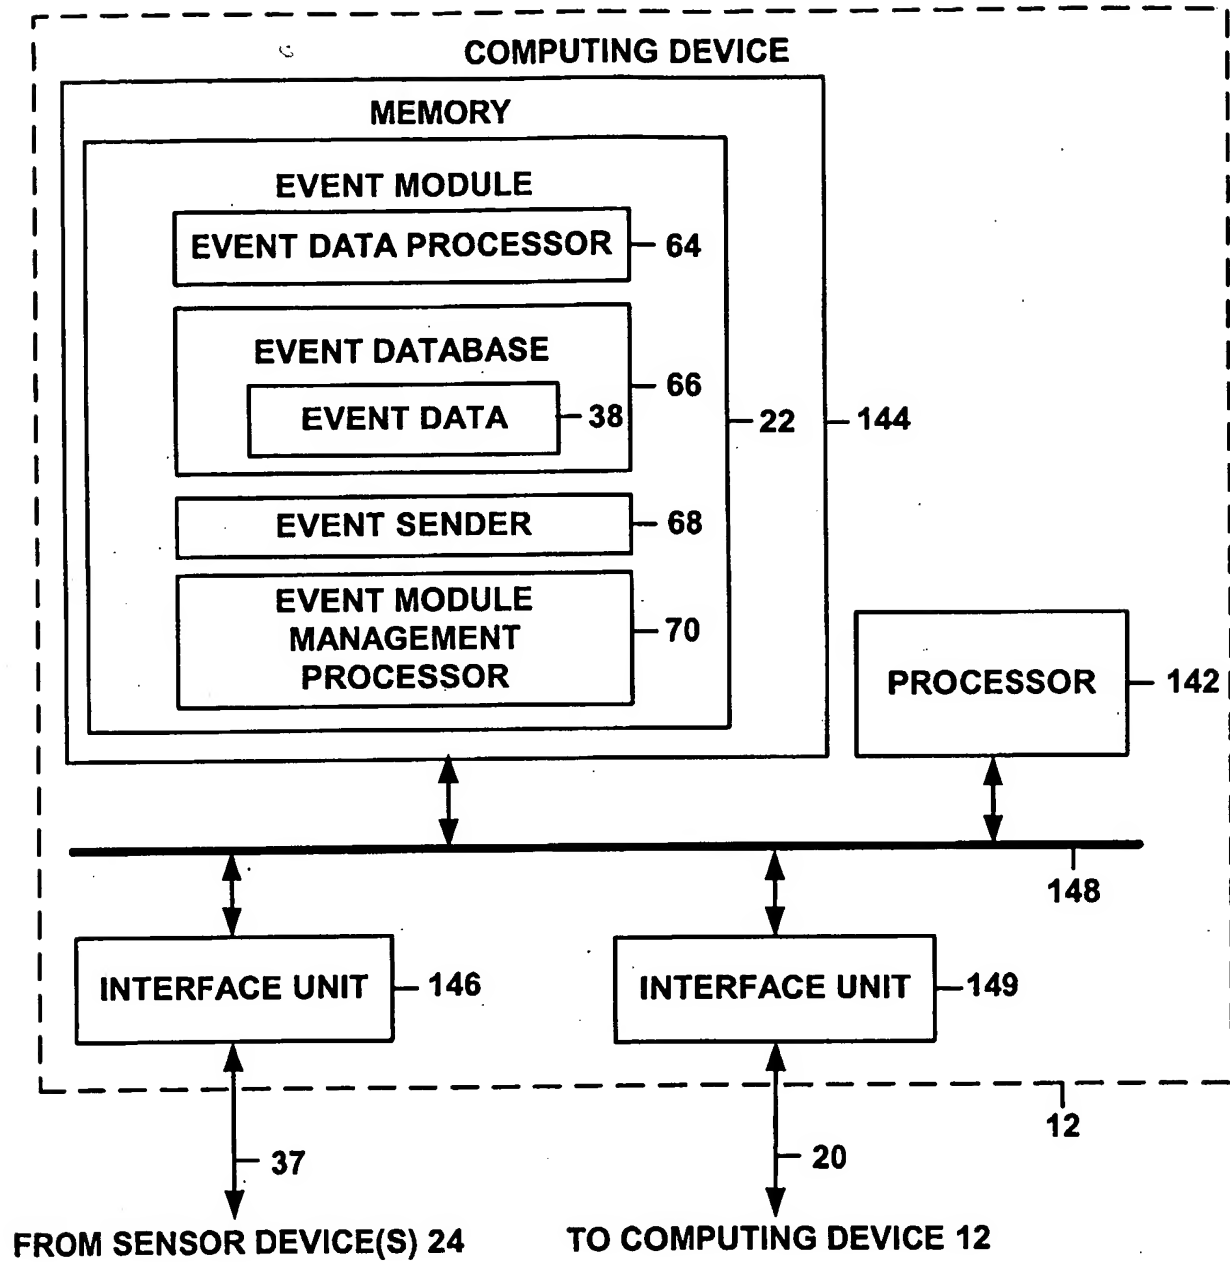 COMPUTING DEVICE
MEMORY
EVENT MODULE
EVENT DATA PROCESSOR
64
EVENT DATABASE
66
EVENT DATA
38
22
144
EVENT SENDER
68
EVENT MODULE
MANAGEMENT
PROCESSOR
70
PROCESSOR
142
148
INTERFACE UNIT
146
INTERFACE UNIT
149
12
37
20
FROM SENSOR DEVICE(S) 24
TO COMPUTING DEVICE 12